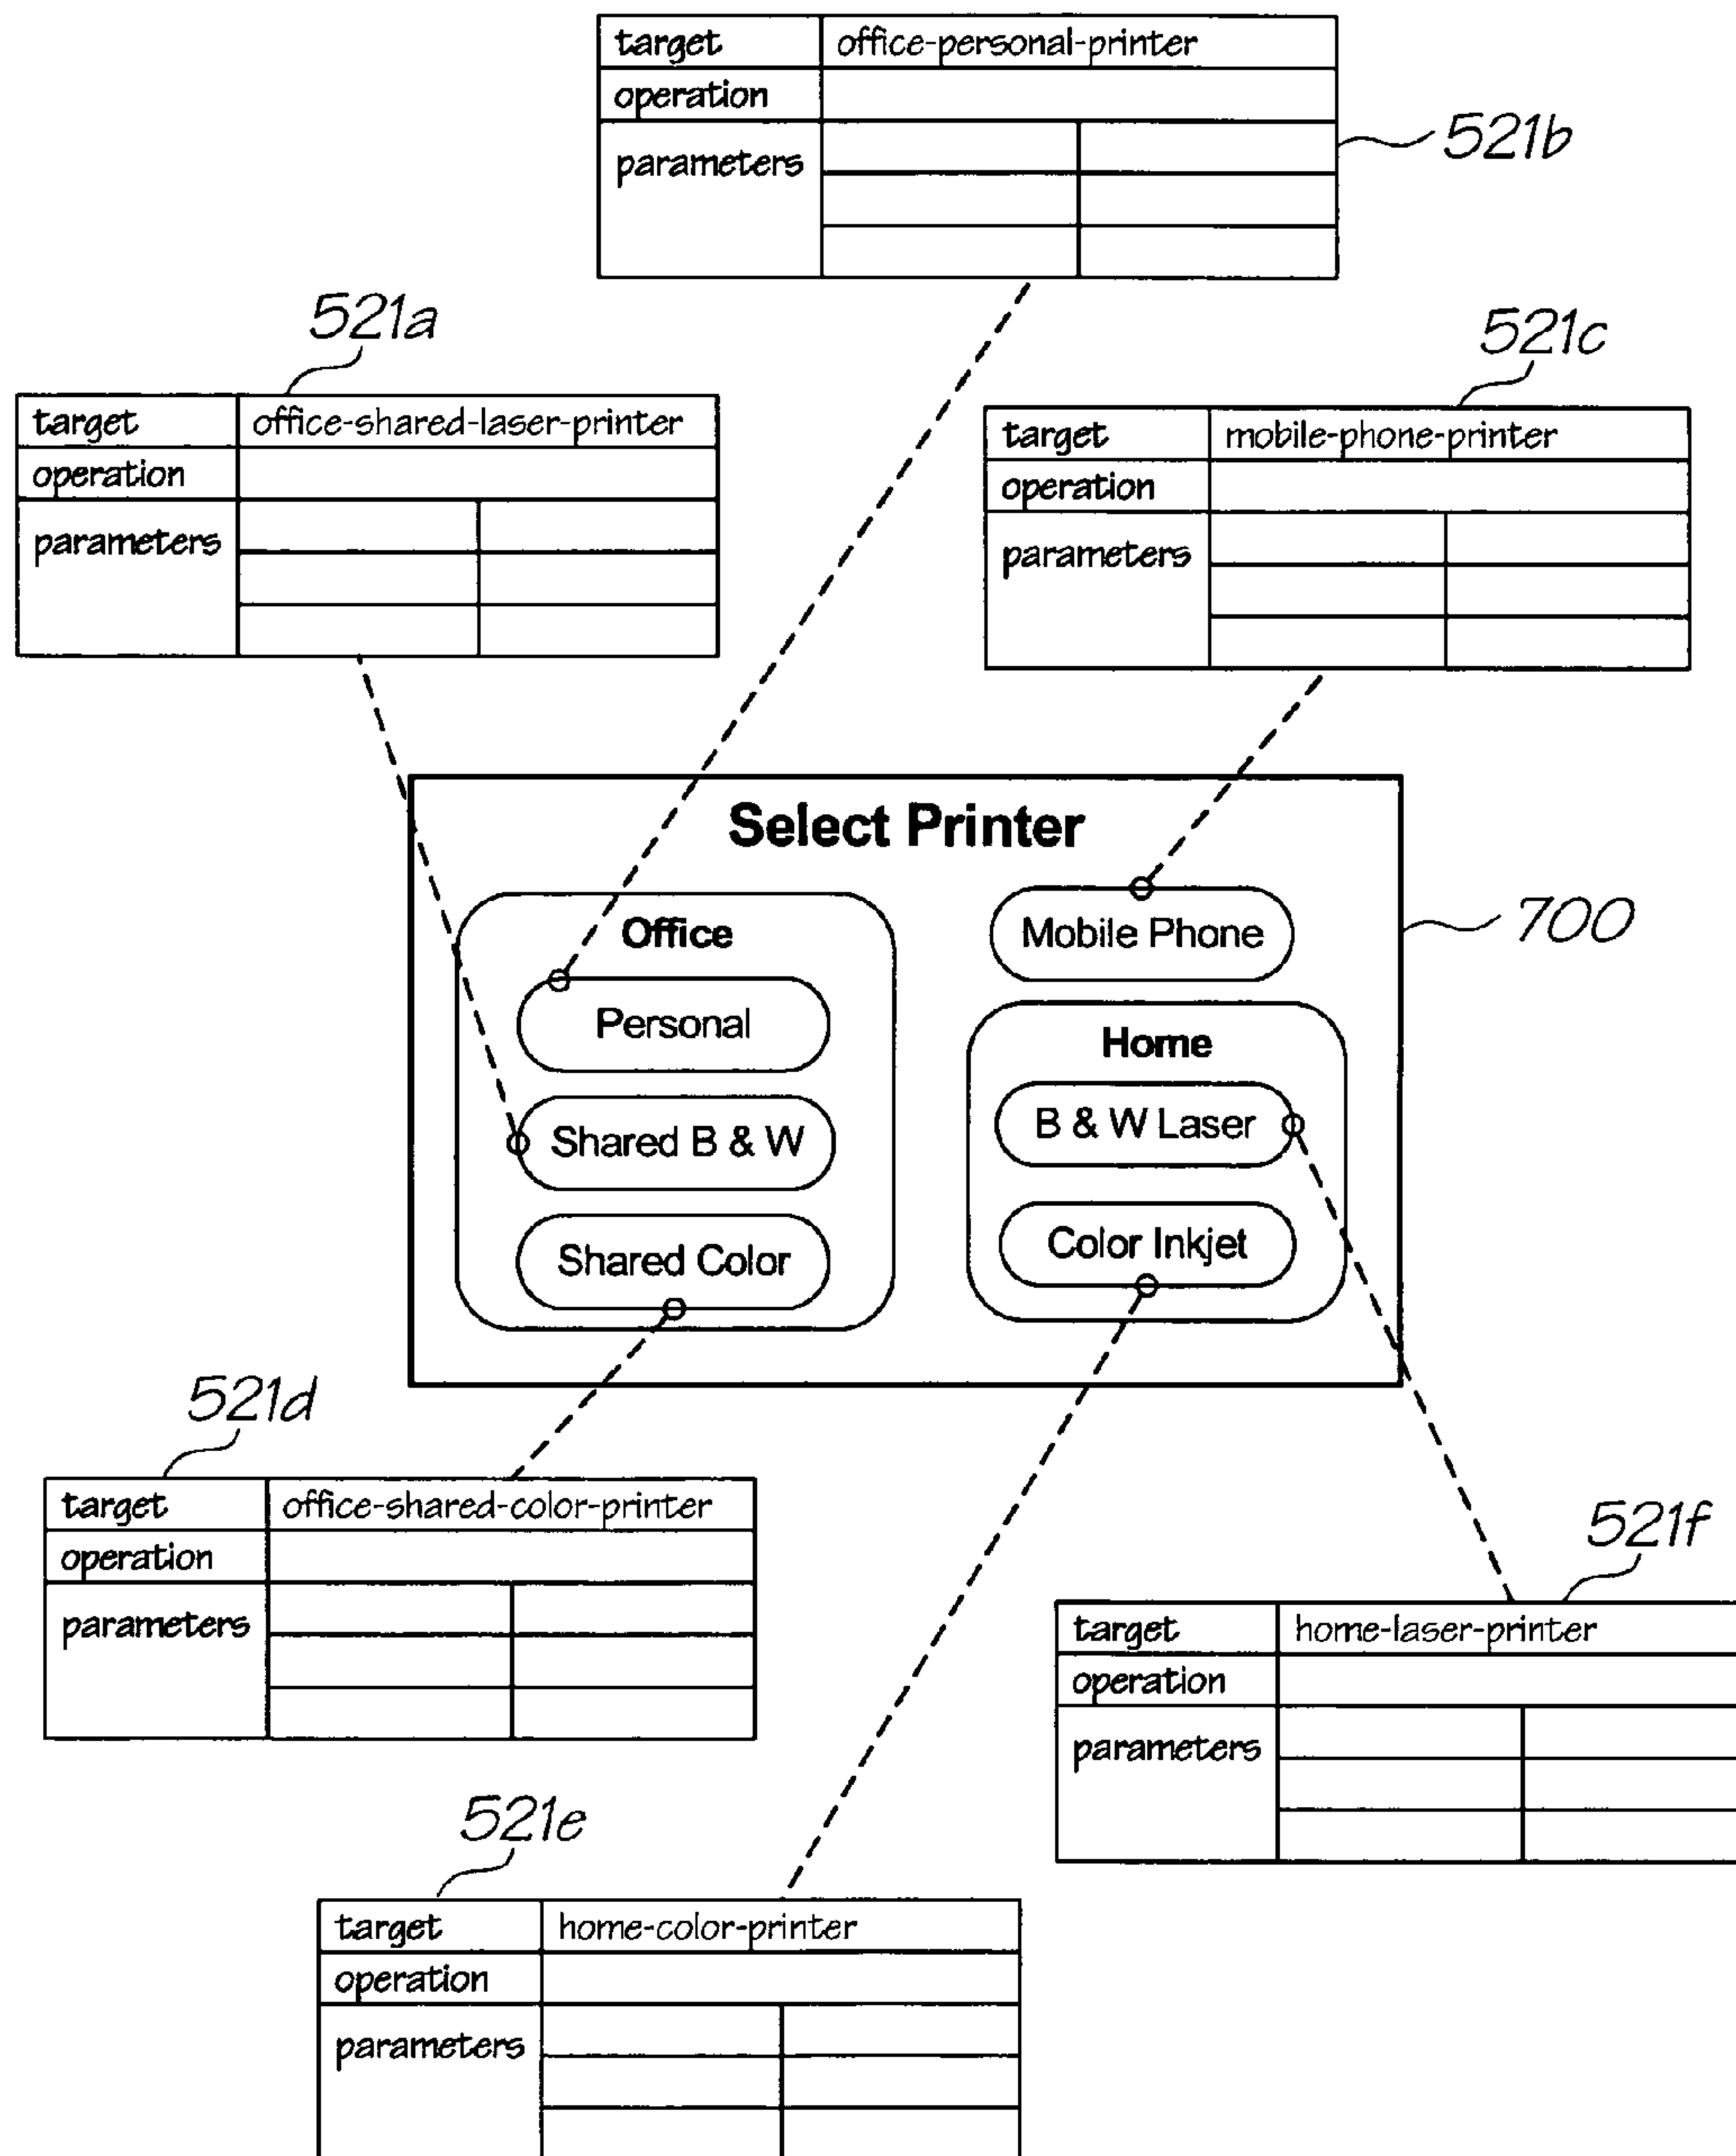 target office-personal-printer
operation
parameters
521b
521a
target office-shared-laser-printer
operation
parameters
521c
target mobile-phone-printer
operation
parameters
Select Printer
700
Office
Personal
Shared B & W
Shared Color
Mobile Phone
Home
B & W Laser
Color Inkjet
521d
target office-shared-color-printer
operation
parameters
521f
target home-laser-printer
operation
parameters
521e
target home-color-printer
operation
parameters